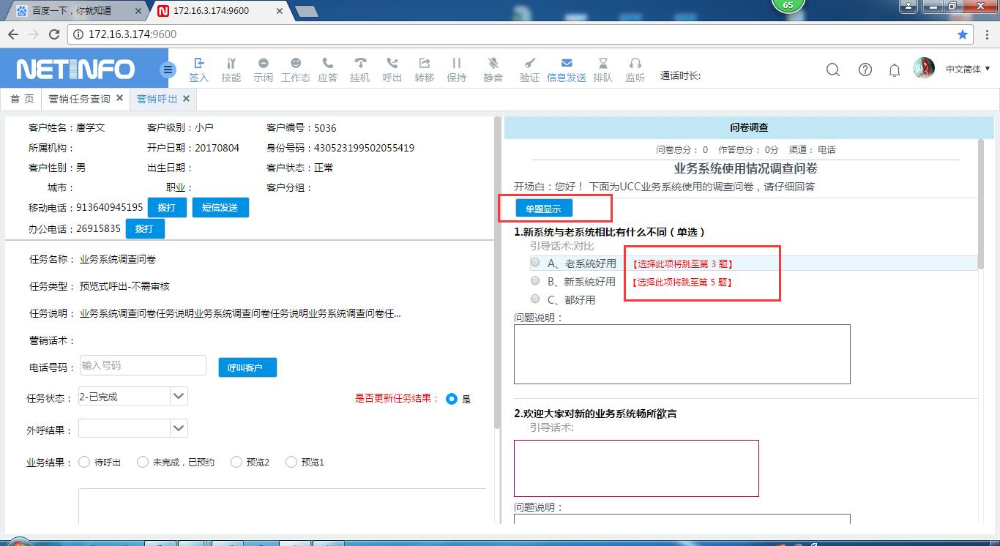 百度一下，你就知道
172.16.3.174:9600
65
172.16.3.174:9600
NETINFO
签入 技能 示闲 工作态 应答 挂机 呼出 转移 保持 静音 验证 信息发送 排队 监听 通话时长:
中文简体
首 页 营销任务查询 营销呼出
客户姓名：唐学文 客户级别：小户 客户编号：5036
所属机构： 开户日期：20170804 身份号码：430523199502055419
客户性别：男 出生日期： 客户状态：正常
城市： 职业： 客户分组：
移动电话：913640945195 拨打 短信发送
办公电话：26915835 拨打
任务名称： 业务系统调查问卷
任务类型： 预览式呼出-不需审核
任务说明： 业务系统调查问卷任务说明业务系统调查问卷任务说明业务系统调查问卷任...
营销话术：
电话号码： 输入号码 呼叫客户
任务状态： 2-已完成 是否更新任务结果： 是
外呼结果：
业务结果： 待呼出 未完成，已预约 预览2 预览1
问卷调查
问卷总分： 0 作答总分： 0分 渠道： 电话
业务系统使用情况调查问卷
开场白：您好！ 下面为UCC业务系统使用的调查问卷，请仔细回答
单题显示
1.新系统与老系统相比有什么不同（单选）
引导话术:对比
A、老系统好用 【选择此项将跳至第 3 题】
B、新系统好用 【选择此项将跳至第 5 题】
C、都好用
问题说明：
2.欢迎大家对新的业务系统畅所欲言
引导话术:
问题说明：